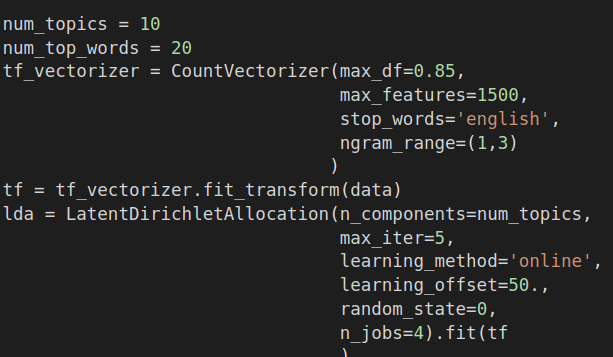 num_topics = 10
num_top_words = 20
tf_vectorizer = CountVectorizer(max_df=0.85,
                                max_features=1500,
                                stop_words='english',
                                ngram_range=(1,3)
                               )
tf = tf_vectorizer.fit_transform(data)
lda = LatentDirichletAllocation(n_components=num_topics,
                                max_iter=5,
                                learning_method='online',
                                learning_offset=50.,
                                random_state=0,
                                n_jobs=4).fit(tf
                                )